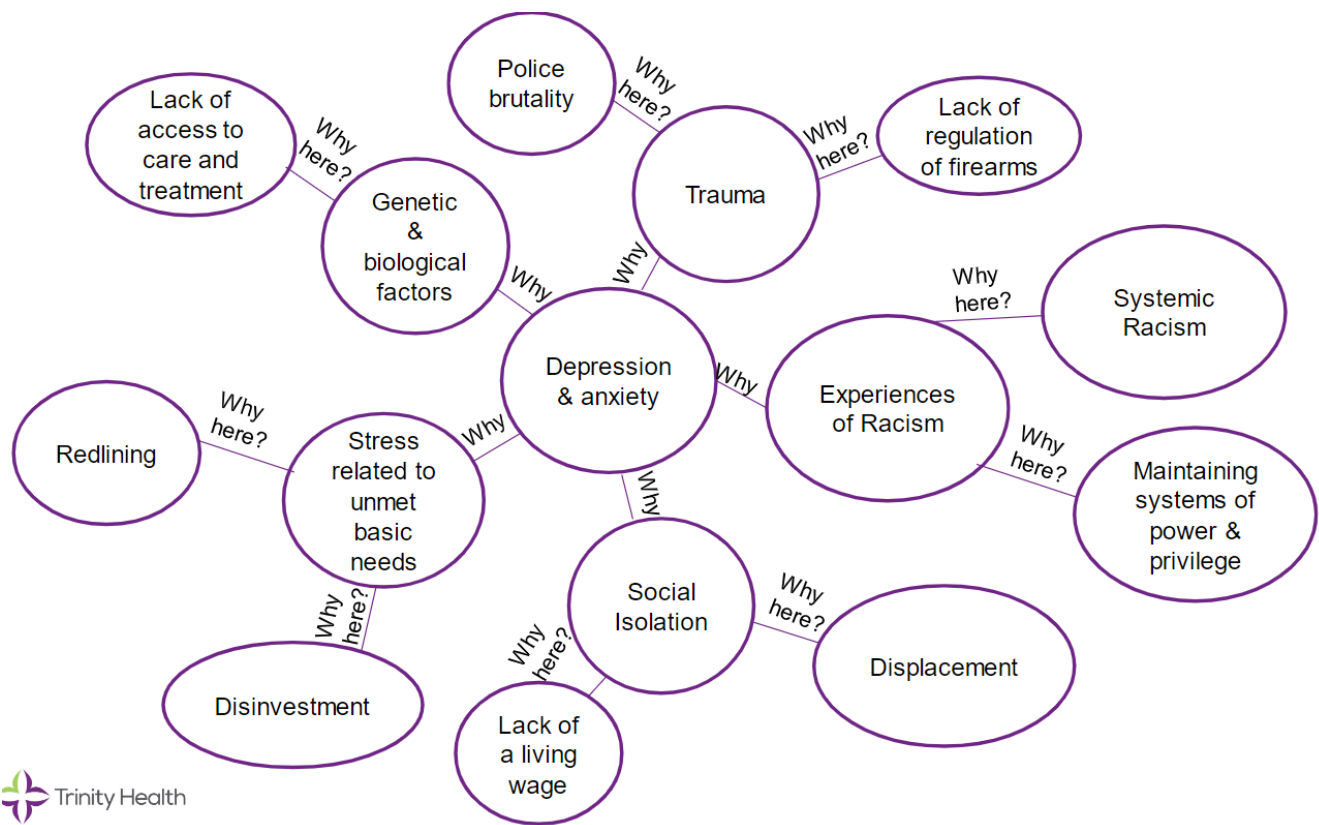 Police
brutality
Why
here?
Lack of
access to
care and
treatment
Why
here?
Genetic
&
biological
factors
Trauma
Why
here?
Lack of
regulation
of firearms
Why
Why
Depression
& anxiety
Why
Experiences
of Racism
Why
here?
Systemic
Racism
Why
here?
Maintaining
systems of
power &
privilege
Redlining
Why
here?
Stress
related to
unmet
basic
needs
Why
Why
here?
Disinvestment
Why
Social
Isolation
Why
here?
Displacement
Why
here?
Lack of
a living
wage
Trinity Health